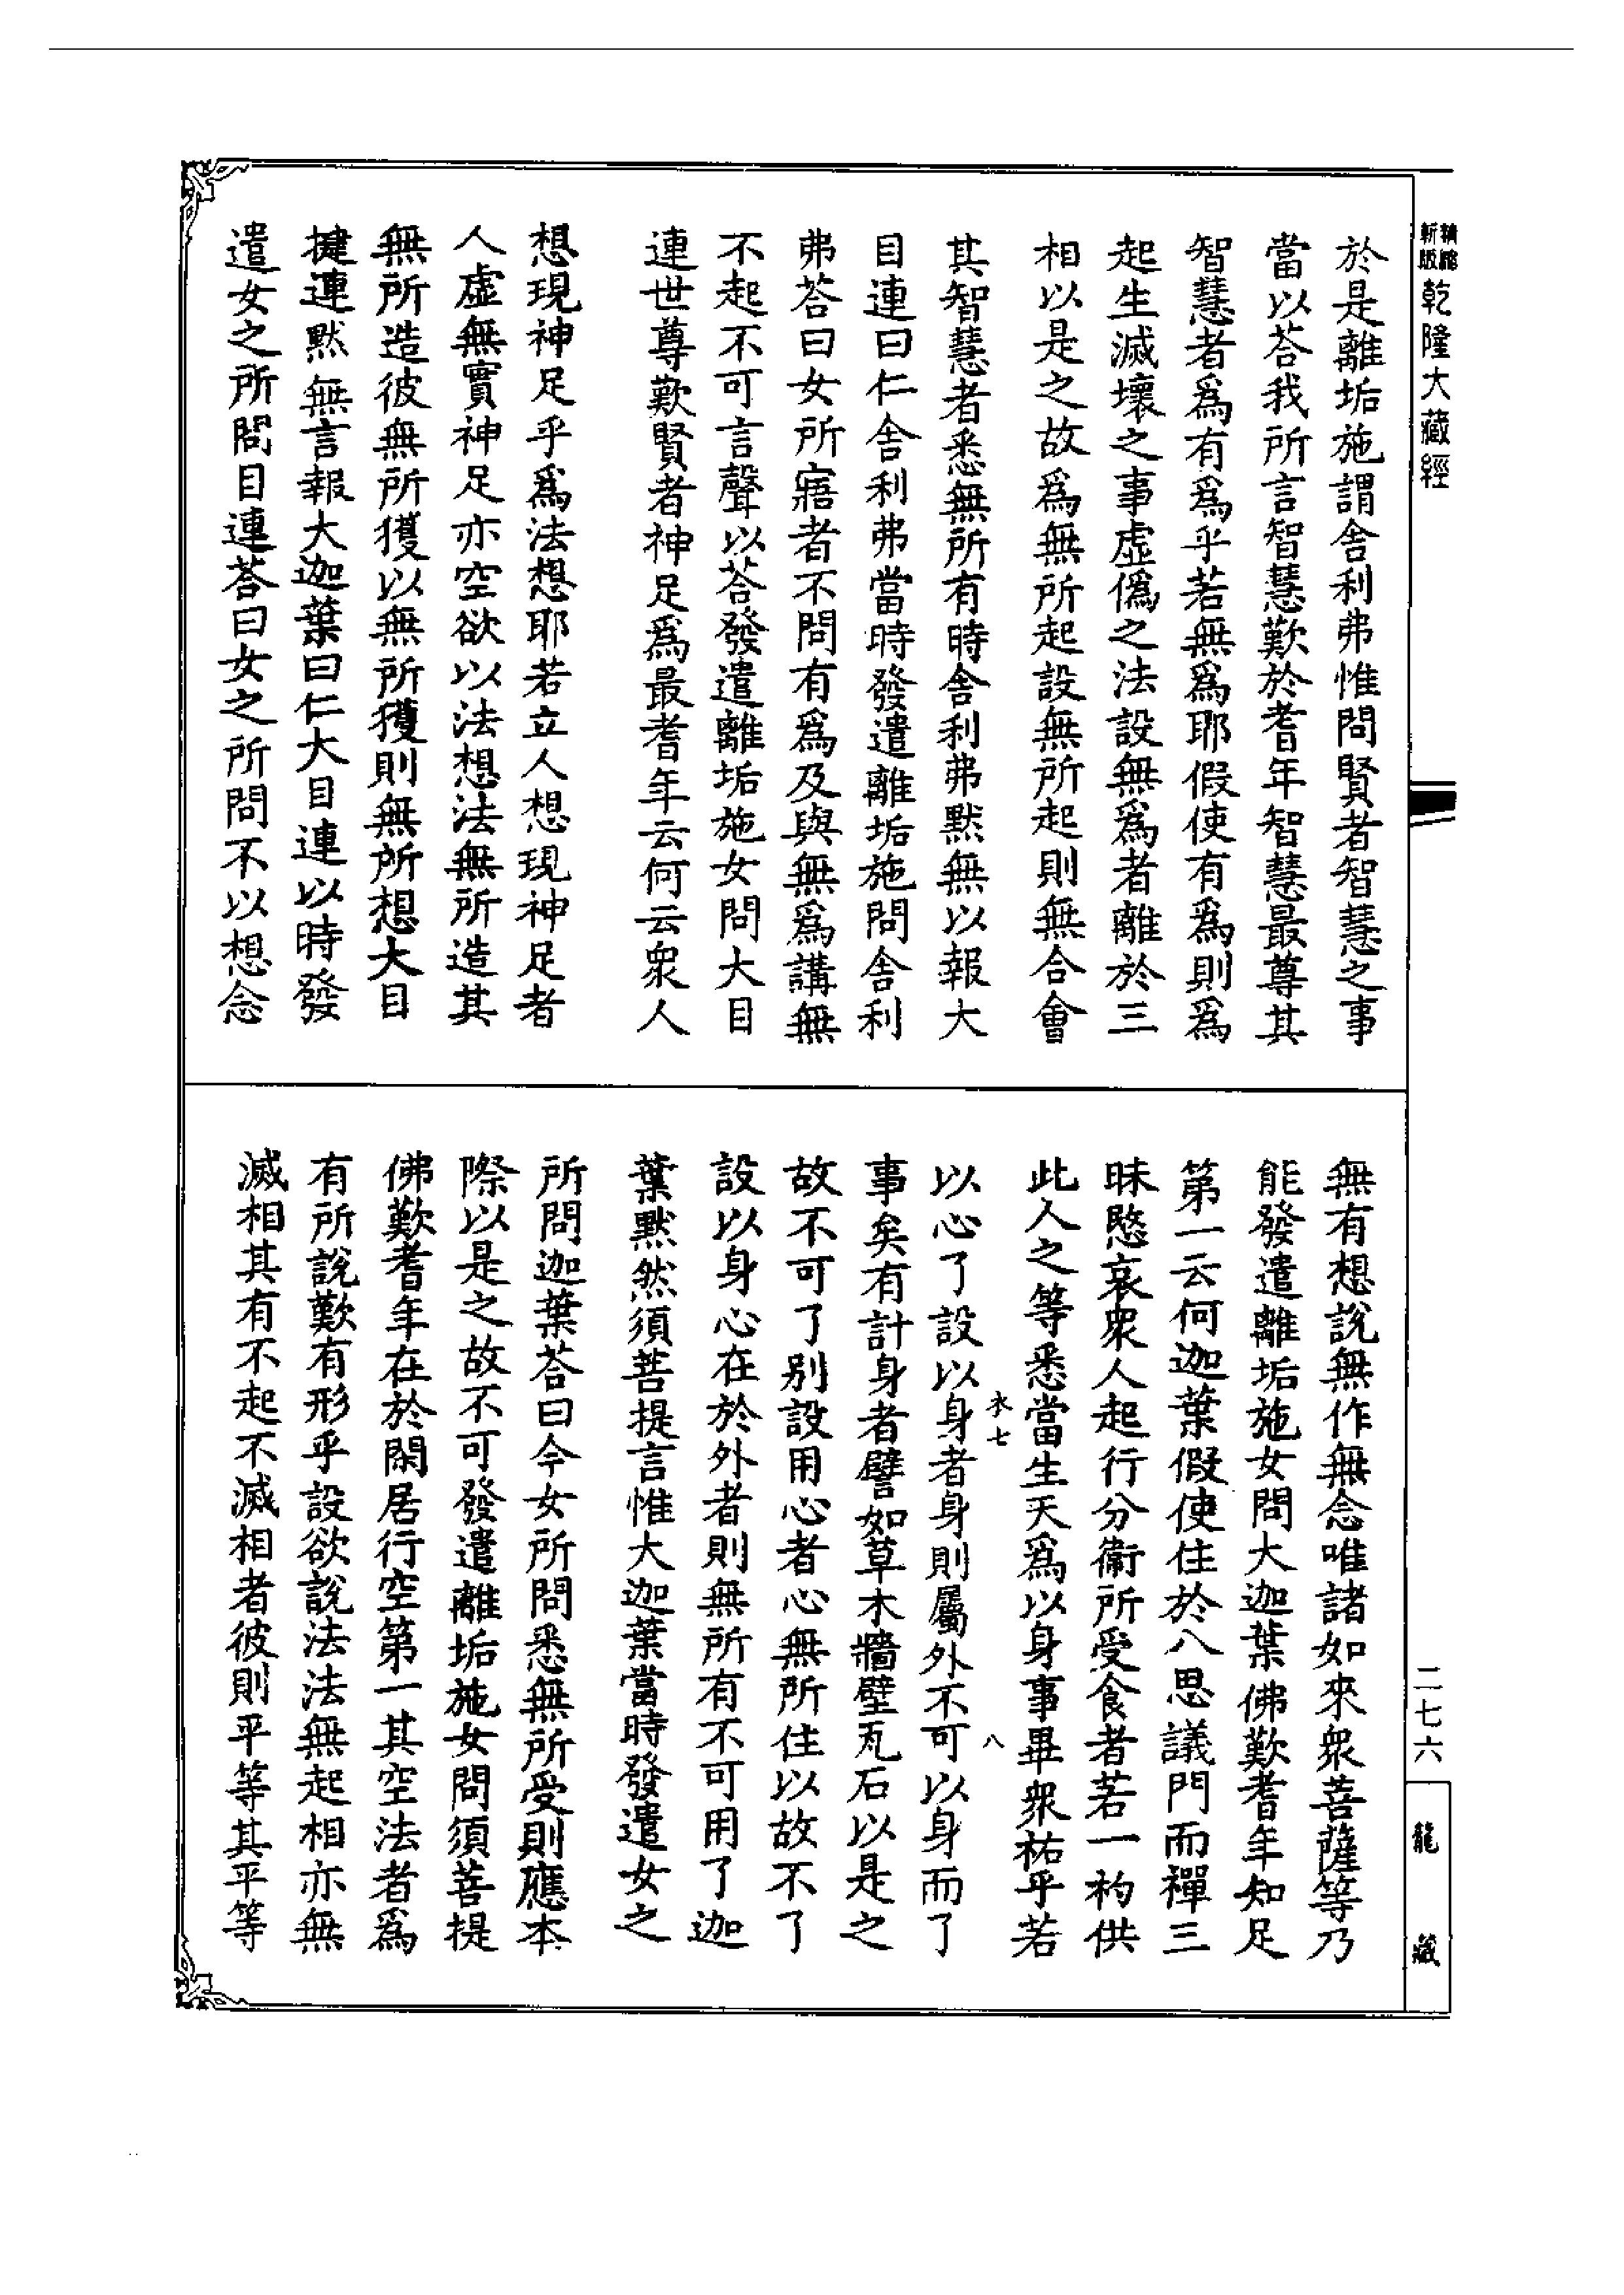 新版
精縮
乾隆大藏經
於是離垢施謂舍利弗惟問賢者智慧之事
當以荅我所言智慧歎於耆年智慧最尊其
智慧者爲有爲乎若無爲耶假使有爲則爲
起生滅壞之事虛僞之法設無爲者離於三
相以是之故爲無所起設無所起則無合會
其智慧者悉無所有時舍利弗默無以報大
目連曰仁舍利弗當時發遣離垢施問舍利
弗荅曰女所寤者不問有爲及與無爲講無
不起不可言聲以荅發遣離垢施女問大目
連世尊歎賢者神足爲最耆年云何云衆人
想現神足乎爲法想耶若立人想現神足者
人虛無實神足亦空欲以法想法無所造其
無所造彼無所獲以無所獲則無所想大目
揵連默無言報大迦葉曰仁大目連以時發
遣女之所問目連荅曰女之所問不以想念
無有想說無作無念唯諸如來衆菩薩等乃
能發遣離垢施女問大迦葉佛歎耆年知足
第一云何迦葉假使住於八思議門而禪三
昧愍哀衆人起行分衞所受食者若一杓供
此人之等悉當生天爲以身事畢衆祐乎若
以心了設以身者身則屬外不可以身而了
事矣有計身者譬如草木牆壁瓦石以是之
故不可了別設用心者心無所住以故不了
設以身心在於外者則無所有不可用了迦
葉默然須菩提言惟大迦葉當時發遣女之
所問迦葉荅曰今女所問悉無所受則應本
際以是之故不可發遣離垢施女問須菩提
佛歎耆年在於閑居行空第一其空法者爲
有所說歎有形乎設欲說法法無起相亦無
滅相其有不起不滅相者彼則平等其平等
七
八
二七六
龍藏